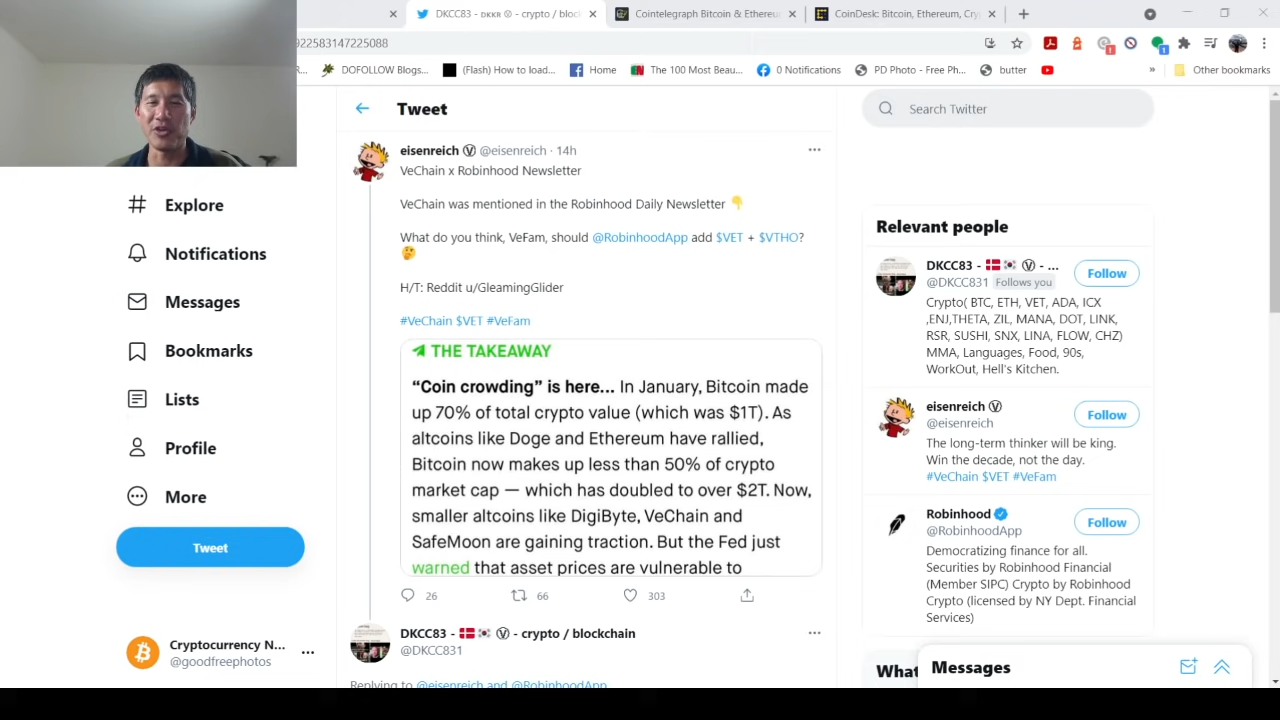 DKCC83 - ᴅᴋᴋʀ Ⓥ - crypto / bloc
Cointelegraph Bitcoin & Ethereu
CoinDesk: Bitcoin, Ethereum, Cry
922583147225088
R...
DOFOLLOW Blogs...
(Flash) How to load...
Home
The 100 Most Beau...
0 Notifications
PD Photo - Free Ph...
butter
»
Other bookmarks
Tweet
Search Twitter
eisenreich Ⓥ @eisenreich · 14h
VeChain x Robinhood Newsletter
VeChain was mentioned in the Robinhood Daily Newsletter 👇
What do you think, VeFam, should @RobinhoodApp add $VET + $VTHO?
🤔
H/T: Reddit u/GleamingGlider
#VeChain $VET #VeFam
THE TAKEAWAY
“Coin crowding” is here... In January, Bitcoin made
up 70% of total crypto value (which was $1T). As
altcoins like Doge and Ethereum have rallied,
Bitcoin now makes up less than 50% of crypto
market cap — which has doubled to over $2T. Now,
smaller altcoins like DigiByte, VeChain and
SafeMoon are gaining traction. But the Fed just
warned that asset prices are vulnerable to
26
66
303
DKCC83 - 🇩🇰 🇰🇷 Ⓥ - crypto / blockchain
@DKCC831
Replying to @eisenreich and @RobinhoodApp
Explore
Notifications
Messages
Bookmarks
Lists
Profile
More
Tweet
Cryptocurrency N...
@goodfreephotos
Relevant people
DKCC83 - 🇩🇰 🇰🇷 Ⓥ - ...
@DKCC831 Follows you
Follow
Crypto( BTC, ETH, VET, ADA, ICX
,ENJ,THETA, ZIL, MANA, DOT, LINK,
RSR, SUSHI, SNX, LINA, FLOW, CHZ)
MMA, Languages, Food, 90s,
WorkOut, Hell's Kitchen.
eisenreich Ⓥ
@eisenreich
Follow
The long-term thinker will be king.
Win the decade, not the day.
#VeChain $VET #VeFam
Robinhood
@RobinhoodApp
Follow
Democratizing finance for all.
Securities by Robinhood Financial
(Member SIPC) Crypto by Robinhood
Crypto (licensed by NY Dept. Financial
Services)
What
Messages